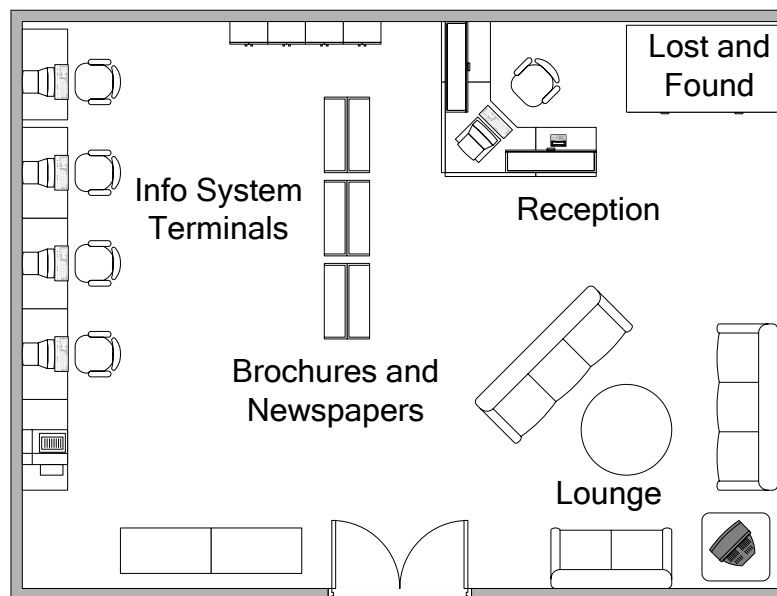 Lost and
Found
Info System
Terminals
Reception
Brochures and
Newspapers
Lounge